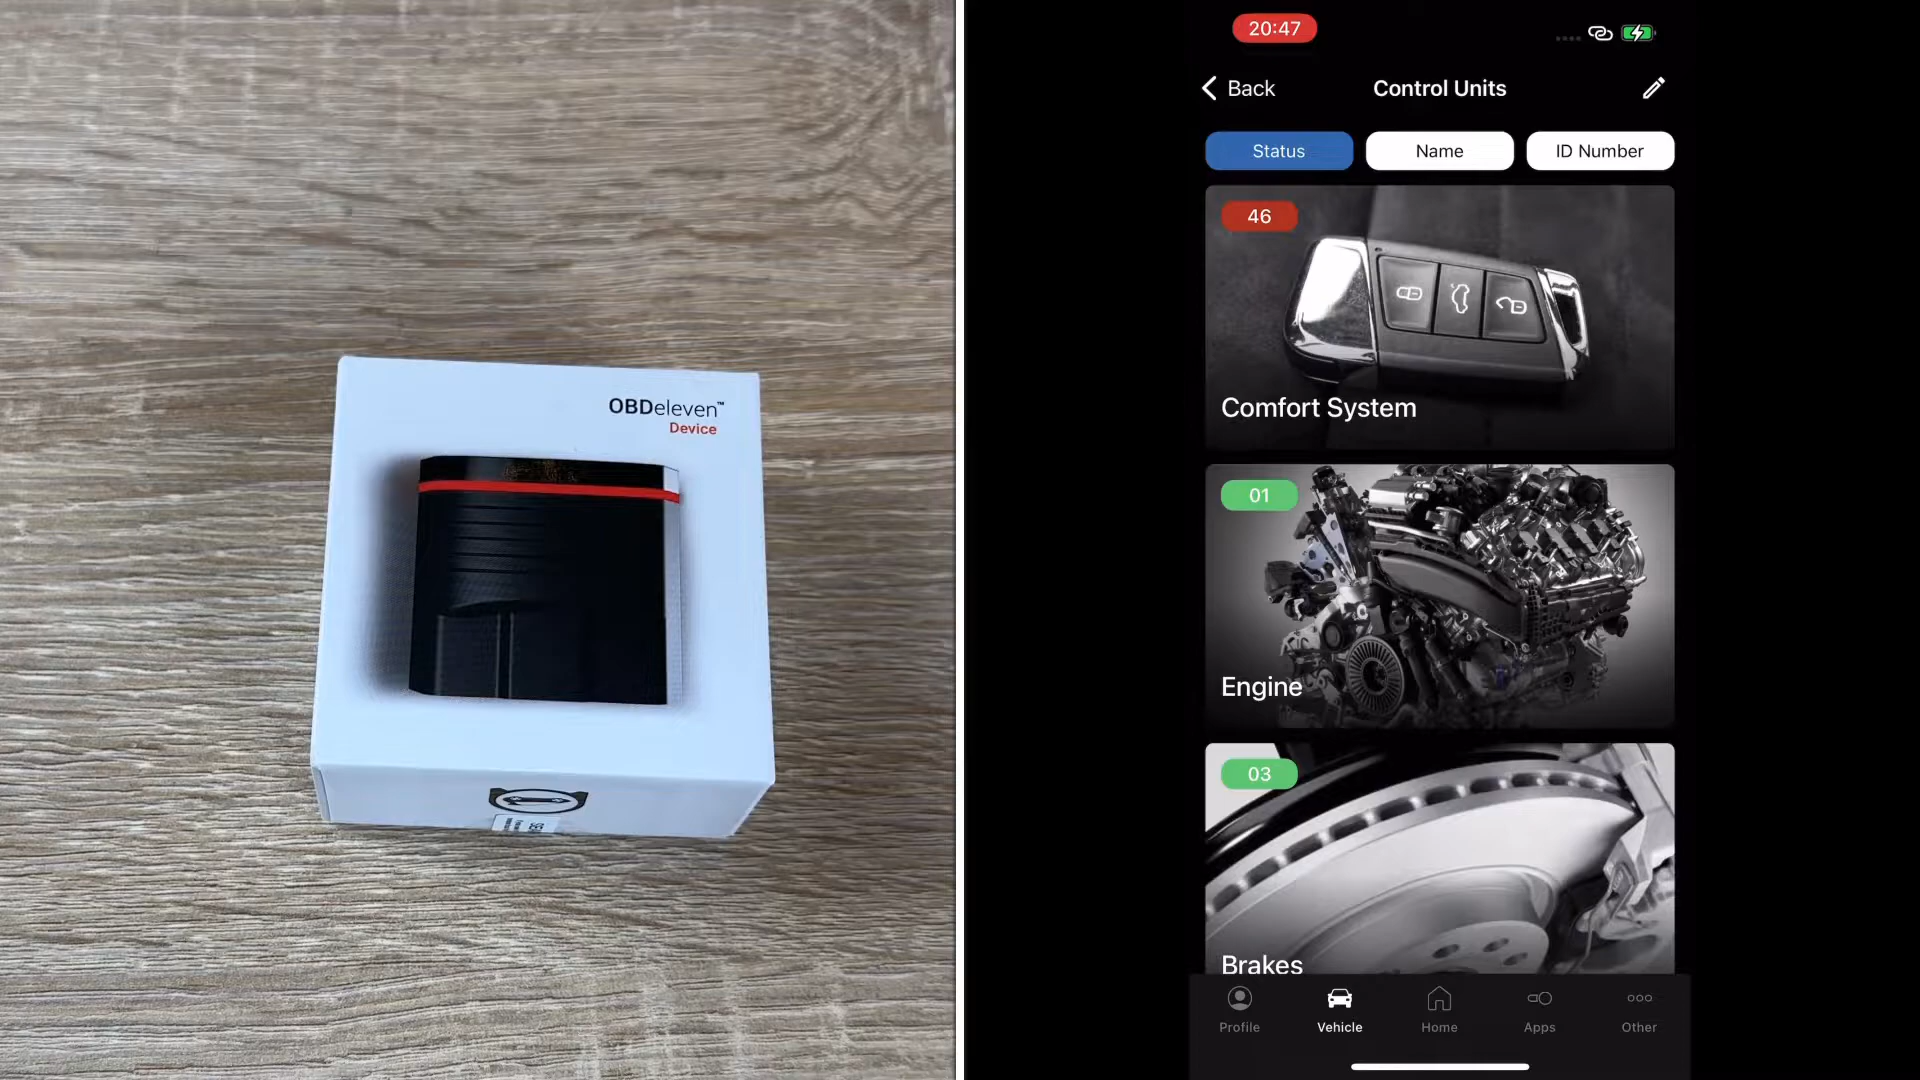 OBDeleven™
Device
20:47
Back
Control Units
Status
Name
ID Number
46
Comfort System
01
Engine
03
Brakes
Profile
Vehicle
Home
Apps
Other